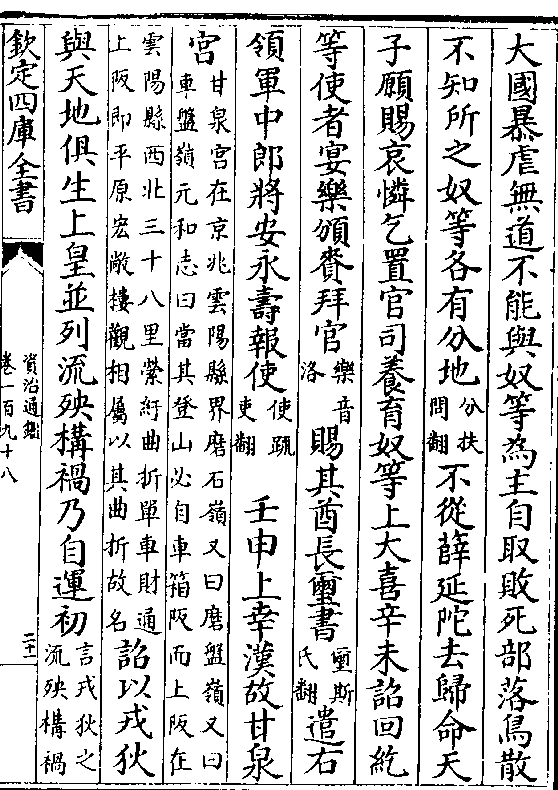 大國暴虐無道不能與奴等為主自取敗死部落鳥散
不知所之奴等各有分地分扶問翻不從薛延陀去歸命天
子願賜哀憐乞置官司養育奴等上大喜辛未詔回紇
等使者宴樂頒賚拜官樂音洛賜其酋長璽書璽斯氏翻遣右
領軍中郎將安永壽報使使疏吏翻壬申上幸漢故甘泉
宮甘泉宮在京兆雲陽縣界磨石嶺又曰磨盤嶺又曰車盤嶺元和志曰當其登山必自車箱阪而上阪在
雲陽縣西北三十八里縈紆曲折單車財通上阪即平原宏敞樓觀相屬以其曲折故名詔以戎狄
與天地俱生上皇並列流殃構禍乃自運初言戎狄之流殃構禍
欽定四庫全書
資治通鑑
卷一百九十八
二十一